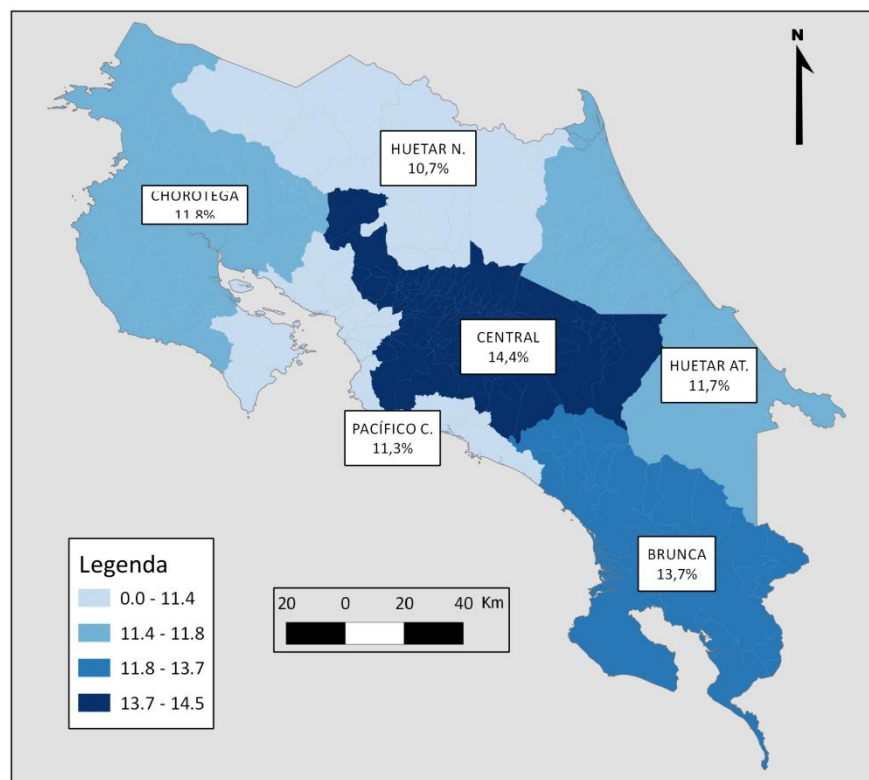 N
HUETAR N.
10,7%
CHOROTEGA
11,8%
CENTRAL
14,4%
HUETAR AT.
11,7%
PACÍFICO C.
11,3%
BRUNCA
13,7%
Legenda
0.0 - 11.4
11.4 - 11.8
11.8 - 13.7
13.7 - 14.5
20 0 20 40 Km